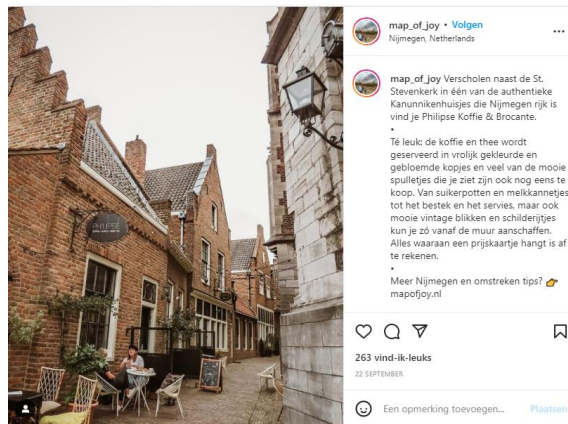 PHILIPSE
map_of_joy • Volgen
Nijmegen, Netherlands
map_of_joy Verscholen naast de St.
Stevenkerk in één van de authentieke
Kanunnikenhuisjes die Nijmegen rijk is
vind je Philipse Koffie & Brocante.
•
Té leuk: de koffie en thee wordt
geserveerd in vrolijk gekleurde en
gebloemde kopjes en veel van de mooie
spulletjes die je ziet zijn ook nog eens te
koop. Van suikerpotten en melkkannetjes
tot het bestek en het servies, maar ook
mooie vintage blikken en schilderijtjes
kun je zó vanaf de muur aanschaffen.
Alles waaraan een prijskaartje hangt is af
te rekenen.
•
Meer Nijmegen en omstreken tips? 👉
mapofjoy.nl
263 vind-ik-leuks
22 SEPTEMBER
Een opmerking toevoegen... Plaatsen